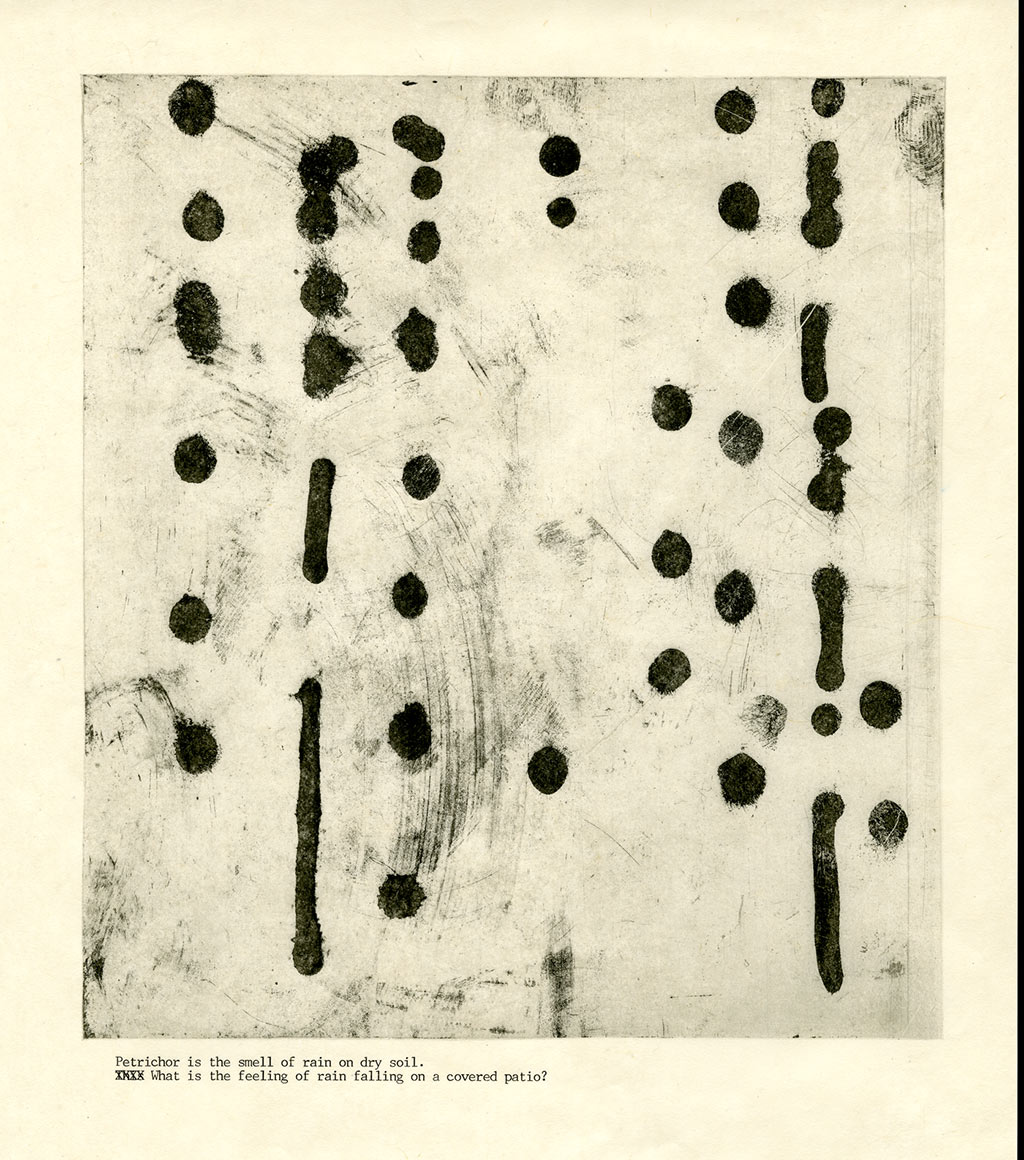 Petrichor is the smell of rain on dry soil.
What is the feeling of rain falling on a covered patio?